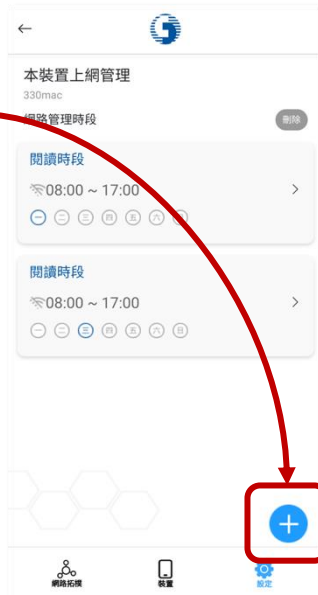 本裝置上網管理
330mac
網路管理時段
刪除
閱讀時段
08:00 ~ 17:00
一 二 三 四 五 六 日
閱讀時段
08:00 ~ 17:00
一 二 三 四 五 六 日
網路拓樸
裝置
設定